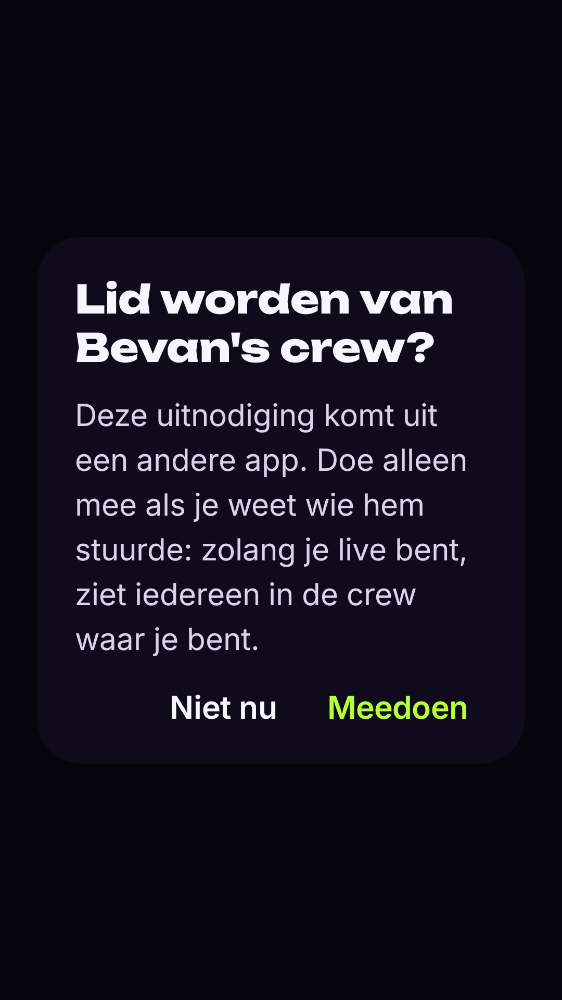 Lid worden van
Bevan's crew?
Deze uitnodiging komt uit
een andere app. Doe alleen
mee als je weet wie hem
stuurde: zolang je live bent,
ziet iedereen in de crew
waar je bent.
Niet nu
Meedoen